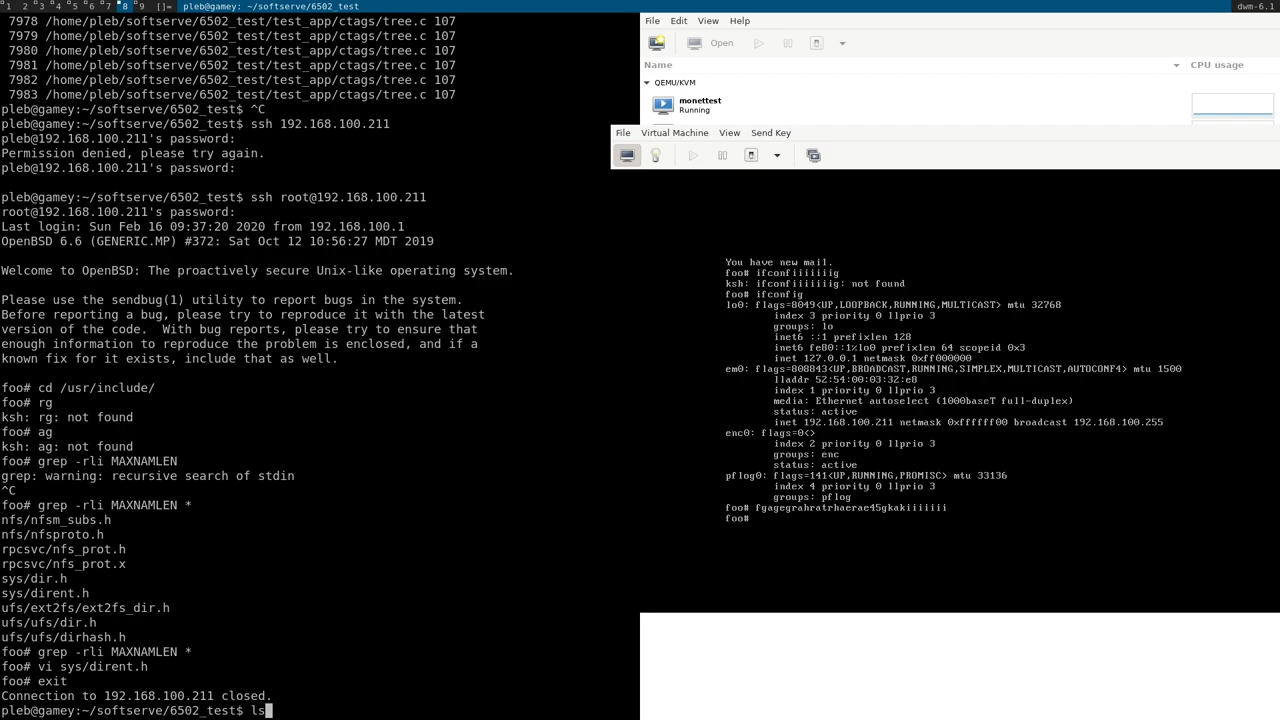 1 2 3 4 5 6 7 8 9 []= pleb@gamey: ~/softserve/6502_test dwm-6.1
7978 /home/pleb/softserve/6502_test/test_app/ctags/tree.c 107
7979 /home/pleb/softserve/6502_test/test_app/ctags/tree.c 107
7980 /home/pleb/softserve/6502_test/test_app/ctags/tree.c 107
7981 /home/pleb/softserve/6502_test/test_app/ctags/tree.c 107
7982 /home/pleb/softserve/6502_test/test_app/ctags/tree.c 107
7983 /home/pleb/softserve/6502_test/test_app/ctags/tree.c 107
pleb@gamey:~/softserve/6502_test$ ^C
pleb@gamey:~/softserve/6502_test$ ssh 192.168.100.211
pleb@192.168.100.211's password:
Permission denied, please try again.
pleb@192.168.100.211's password:
pleb@gamey:~/softserve/6502_test$ ssh root@192.168.100.211
root@192.168.100.211's password:
Last login: Sun Feb 16 09:37:20 2020 from 192.168.100.1
OpenBSD 6.6 (GENERIC.MP) #372: Sat Oct 12 10:56:27 MDT 2019
Welcome to OpenBSD: The proactively secure Unix-like operating system.
Please use the sendbug(1) utility to report bugs in the system.
Before reporting a bug, please try to reproduce it with the latest
version of the code.  With bug reports, please try to ensure that
enough information to reproduce the problem is enclosed, and if a
known fix for it exists, include that as well.
foo# cd /usr/include/
foo# rg
ksh: rg: not found
foo# ag
ksh: ag: not found
foo# grep -rli MAXNAMLEN
grep: warning: recursive search of stdin
^C
foo# grep -rli MAXNAMLEN *
nfs/nfsm_subs.h
nfs/nfsproto.h
rpcsvc/nfs_prot.h
rpcsvc/nfs_prot.x
sys/dir.h
sys/dirent.h
ufs/ext2fs/ext2fs_dir.h
ufs/ufs/dir.h
ufs/ufs/dirhash.h
foo# grep -rli MAXNAMLEN *
foo# vi sys/dirent.h
foo# exit
Connection to 192.168.100.211 closed.
pleb@gamey:~/softserve/6502_test$ ls
File Edit View Help
Open
Name CPU usage
QEMU/KVM
monettest
Running
File Virtual Machine View Send Key
You have new mail.
foo# ifconfiiiiiiig
ksh: ifconfiiiiiiig: not found
foo# ifconfig
lo0: flags=8049<UP,LOOPBACK,RUNNING,MULTICAST> mtu 32768
index 3 priority 0 llprio 3
groups: lo
inet6 ::1 prefixlen 128
inet6 fe80::1%lo0 prefixlen 64 scopeid 0x3
inet 127.0.0.1 netmask 0xff000000
em0: flags=808843<UP,BROADCAST,RUNNING,SIMPLEX,MULTICAST,AUTOCONF4> mtu 1500
lladdr 52:54:00:03:32:e8
index 1 priority 0 llprio 3
media: Ethernet autoselect (1000baseT full-duplex)
status: active
inet 192.168.100.211 netmask 0xffffff00 broadcast 192.168.100.255
enc0: flags=0<>
index 2 priority 0 llprio 3
groups: enc
status: active
pflog0: flags=141<UP,RUNNING,PROMISC> mtu 33136
index 4 priority 0 llprio 3
groups: pflog
foo# fgagegrahratrhaerae45gkakiiiiiii
foo#